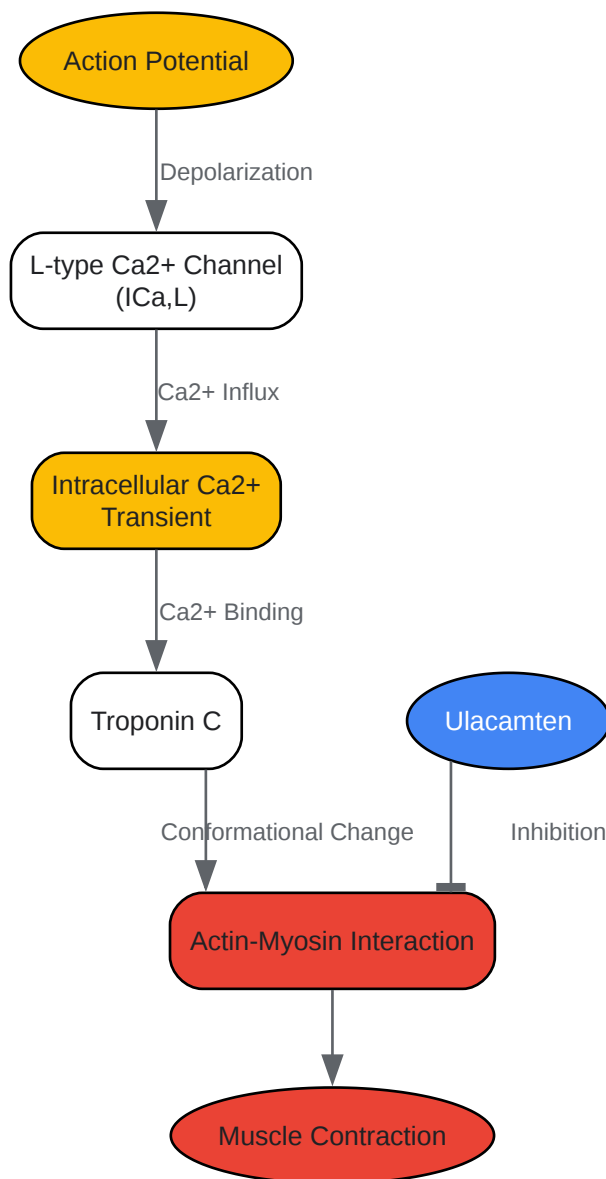 Action Potential
Depolarization
L-type Ca2+ Channel
(ICa,L)
Ca2+ Influx
Intracellular Ca2+
Transient
Ca2+ Binding
Troponin C
Ulacamten
Conformational Change
Inhibition
Actin-Myosin Interaction
Muscle Contraction